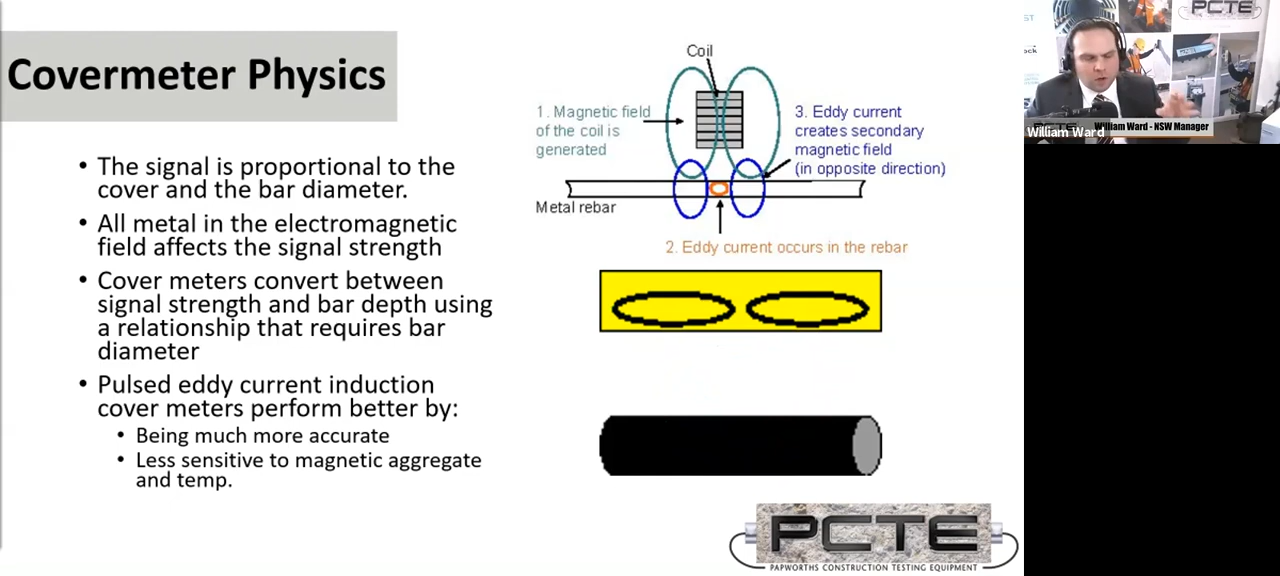 Covermeter Physics
• The signal is proportional to the
cover and the bar diameter.
• All metal in the electromagnetic
field affects the signal strength
• Cover meters convert between
signal strength and bar depth using
a relationship that requires bar
diameter
• Pulsed eddy current induction
cover meters perform better by:
• Being much more accurate
• Less sensitive to magnetic aggregate
and temp.
Coil
1. Magnetic field
of the coil is
generated
3. Eddy current
creates secondary
magnetic field
(in opposite direction)
Metal rebar
2. Eddy current occurs in the rebar
PCTE
PAPWORTHS CONSTRUCTION TESTING EQUIPMENT
PCTE
William Ward - NSW Manager
William Ward